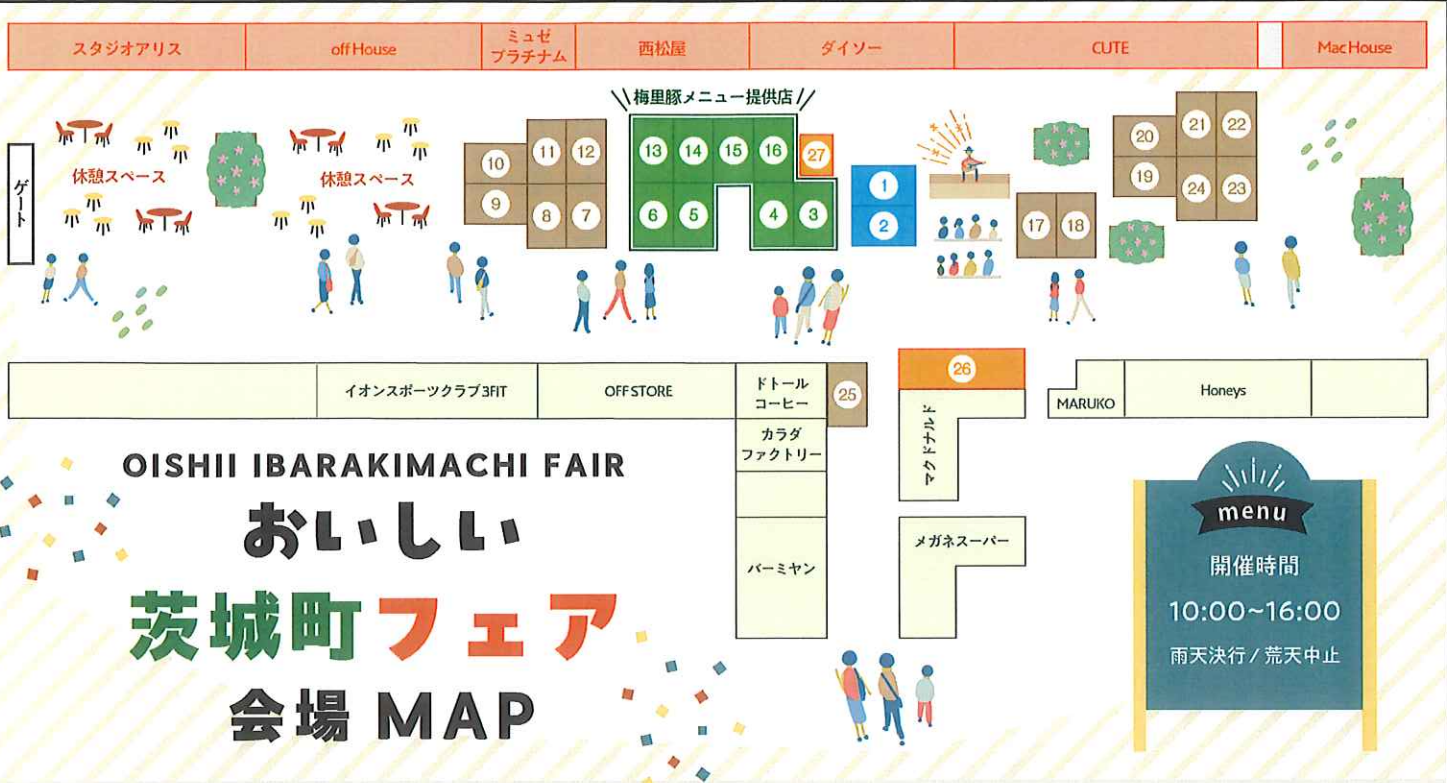 スタジオアリス
off House
ミュゼ
プラチナム
西松屋
ダイソー
CUTE
Mac House
梅里豚メニュー提供店
ゲート
休憩スペース
休憩スペース
10
11
12
9
8
7
13
14
15
16
27
6
5
4
3
1
2
20
21
22
19
24
23
17
18
イオンスポーツクラブ3FIT
OFF STORE
ドトール
コーヒー
25
カラダ
ファクトリー
バーミヤン
26
マクドナルド
メガネスーパー
MARUKO
Honeys
OISHII IBARAKIMACHI FAIR
おいしい
茨城町フェア
会場 MAP
menu
開催時間
10:00~16:00
雨天決行 / 荒天中止